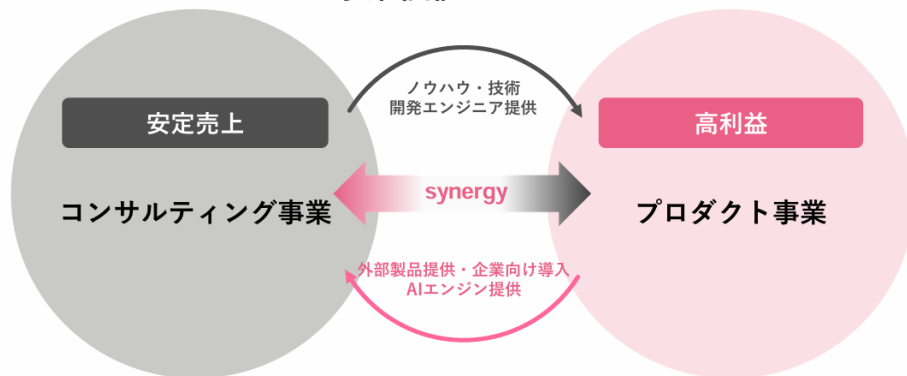 ノウハウ・技術
開発エンジニア提供
安定売上
高利益
synergy
コンサルティング事業
プロダクト事業
外部製品提供・企業向け導入
AIエンジン提供